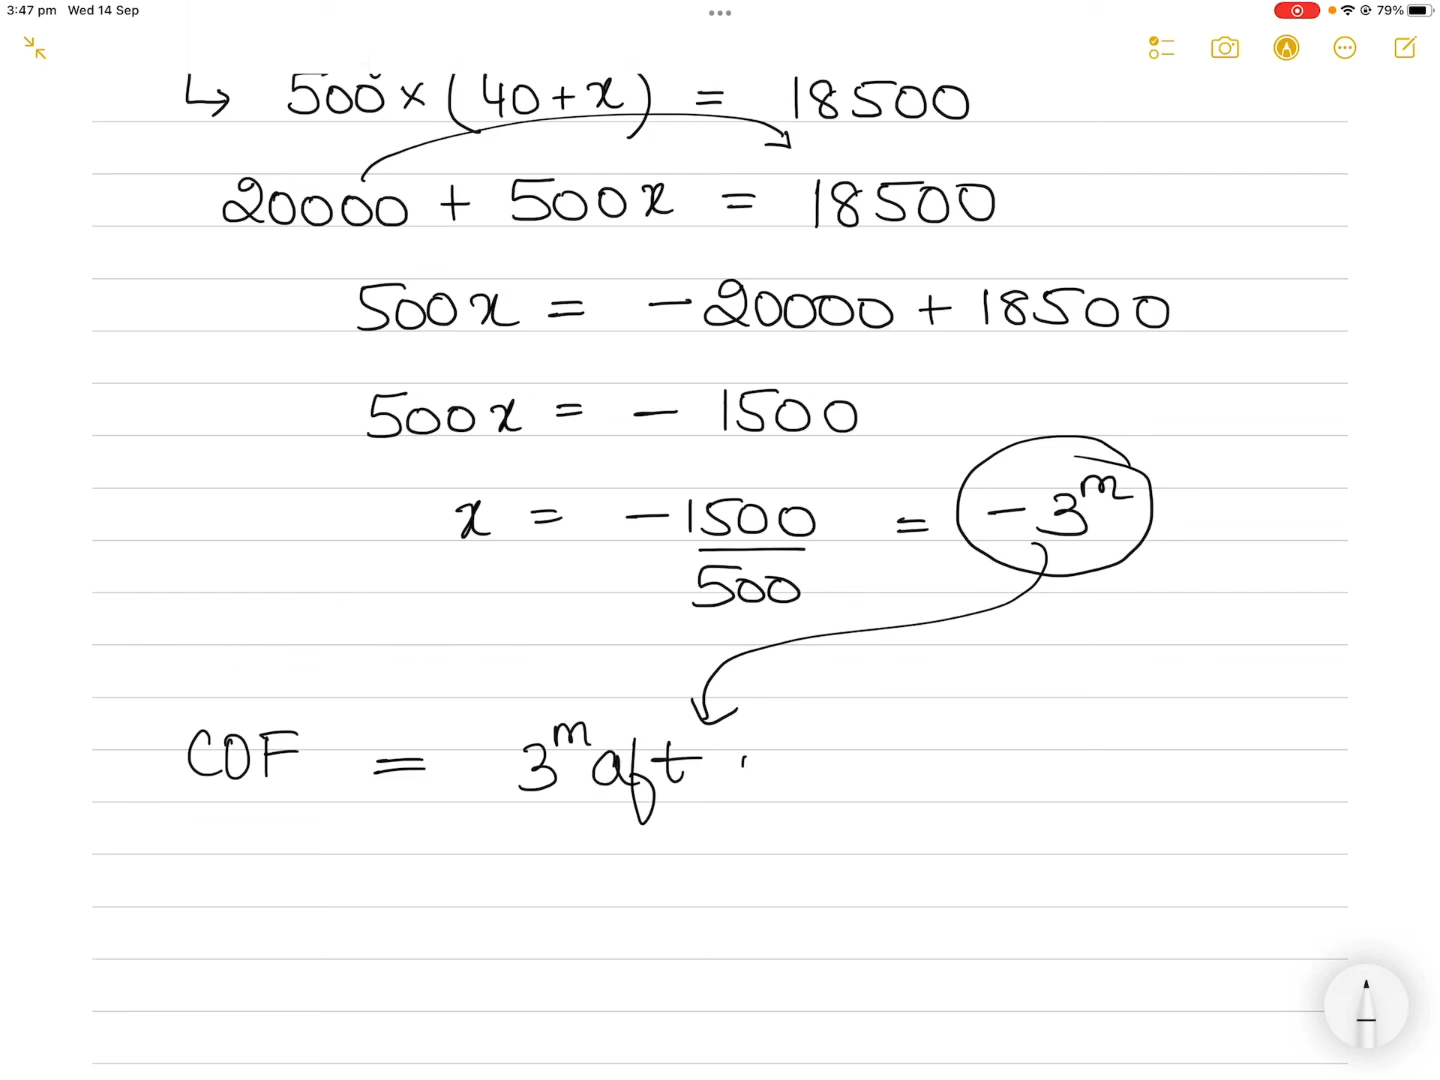 3:47 pm Wed 14 Sep 79%
↳ 500 × (40 + x) = 18500
20000 + 500x = 18500
500x = - 20000 + 18500
500x = - 1500
x = - 1500 / 500 = - 3 m
COF = 3 m aft